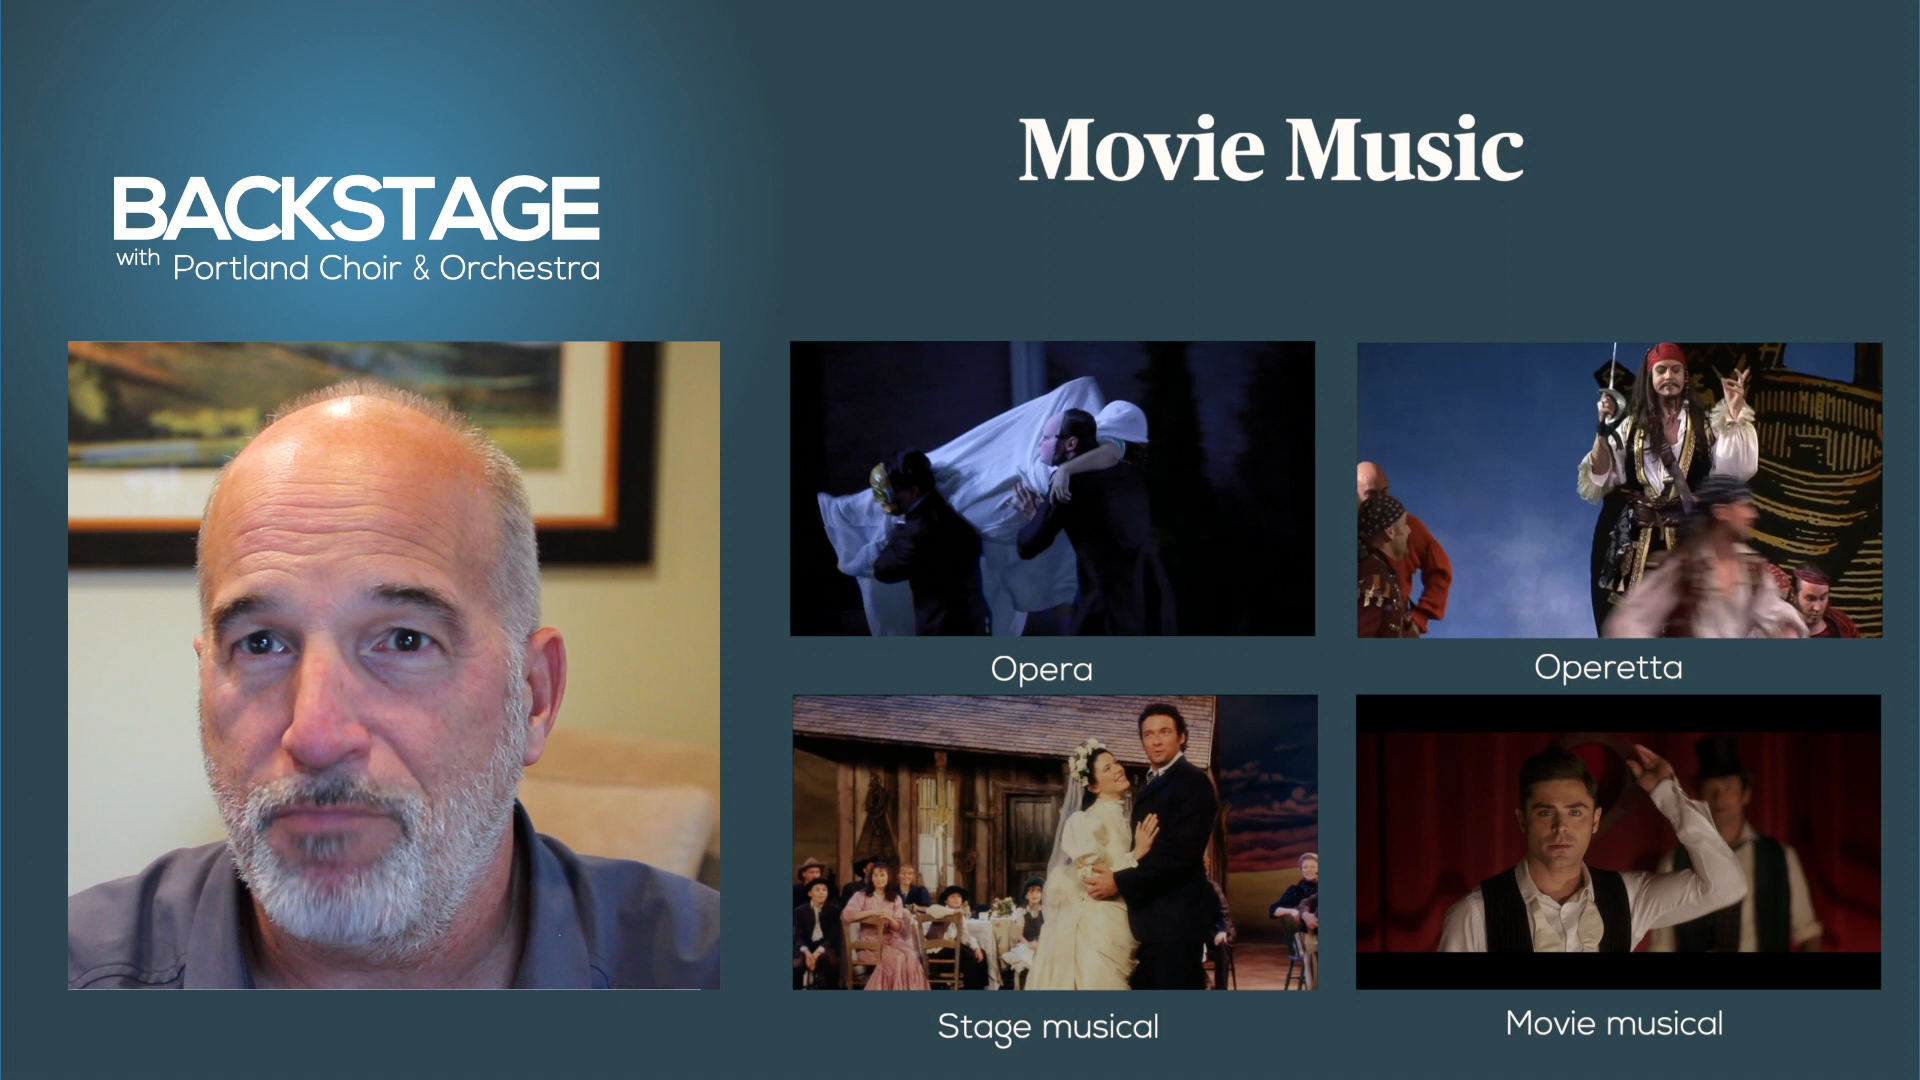 BACKSTAGE
with Portland Choir & Orchestra
Movie Music
Opera
Operetta
Stage musical
Movie musical